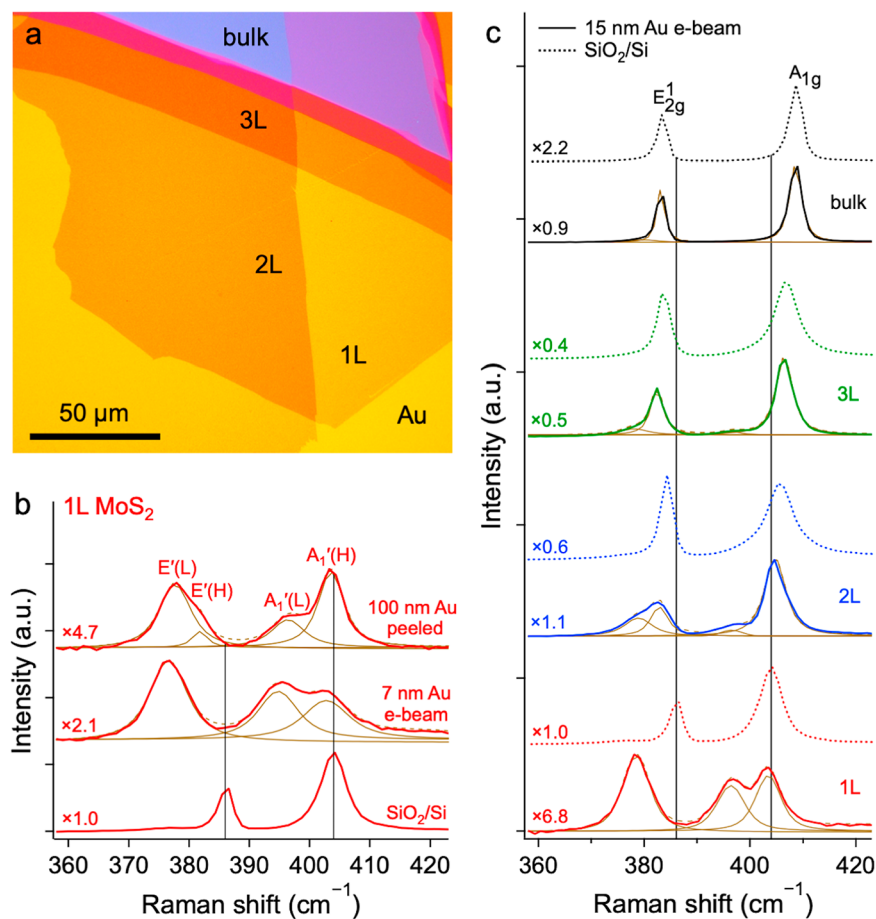 a
bulk
3L
2L
1L
50 µm
Au
b
1L MoS₂
E′(L)
E′(H)
A₁′(L)
A₁′(H)
×4.7
100 nm Au
peeled
×2.1
7 nm Au
e-beam
×1.0
SiO₂/Si
Intensity (a.u.)
360 370 380 390 400 410 420
Raman shift (cm⁻¹)
c
15 nm Au e-beam
SiO₂/Si
E¹₂g
A₁g
×2.2
×0.9
bulk
×0.4
×0.5
3L
×0.6
×1.1
2L
×1.0
×6.8
1L
Intensity (a.u.)
360 380 400 420
Raman shift (cm⁻¹)